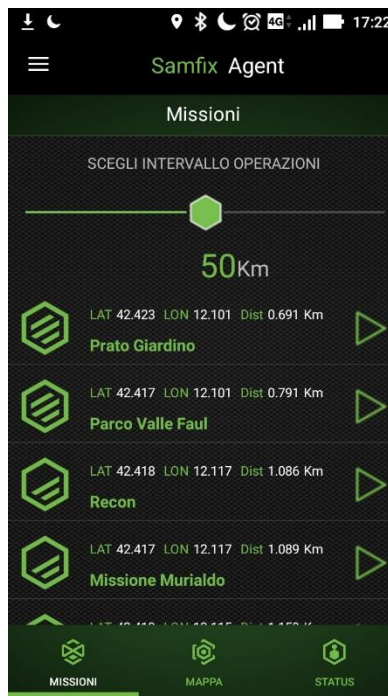 4G 17:22
Samfix Agent
Missioni
SCEGLI INTERVALLO OPERAZIONI
50Km
LAT 42.423 LON 12.101 Dist 0.691 Km
Prato Giardino
LAT 42.417 LON 12.101 Dist 0.791 Km
Parco Valle Faul
LAT 42.418 LON 12.117 Dist 1.086 Km
Recon
LAT 42.417 LON 12.117 Dist 1.089 Km
Missione Murialdo
MISSIONI MAPPA STATUS